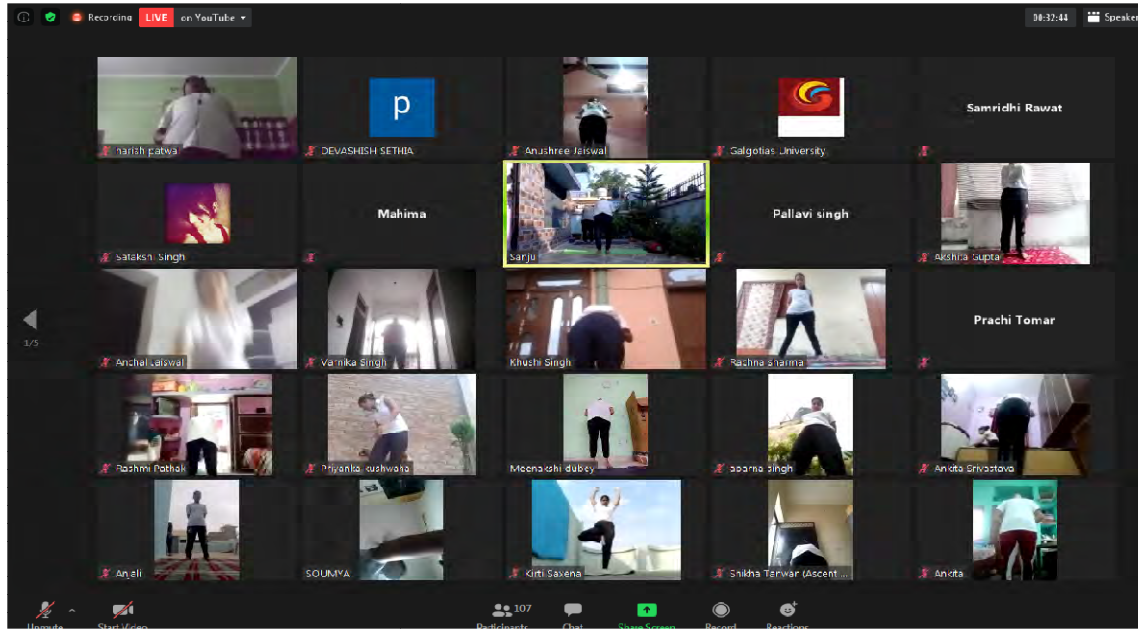 Recording LIVE on YouTube
00:32:44 Speaker
harish patwa
p
DEVASHISH SETHIA
Anushree Jaiswal
Galgotias University
Samridhi Rawat
Satakshi Singh
Mahima
Sanju
Pallavi singh
Akshita Gupta
1/5
Anchal Jaiswal
Varnika Singh
Khushi Singh
Rachna sharma
Prachi Tomar
Rashmi Pathak
Priyanka kushwaha
Meenakshi dubey
aparna singh
Ankita Srivastava
Anjali
SOUMYA
Kirti Saxena
Shikha Tanwar (Ascent ...
Ankita
Unmute
Start Video
107
Participants
Chat
Share Screen
Record
Reactions